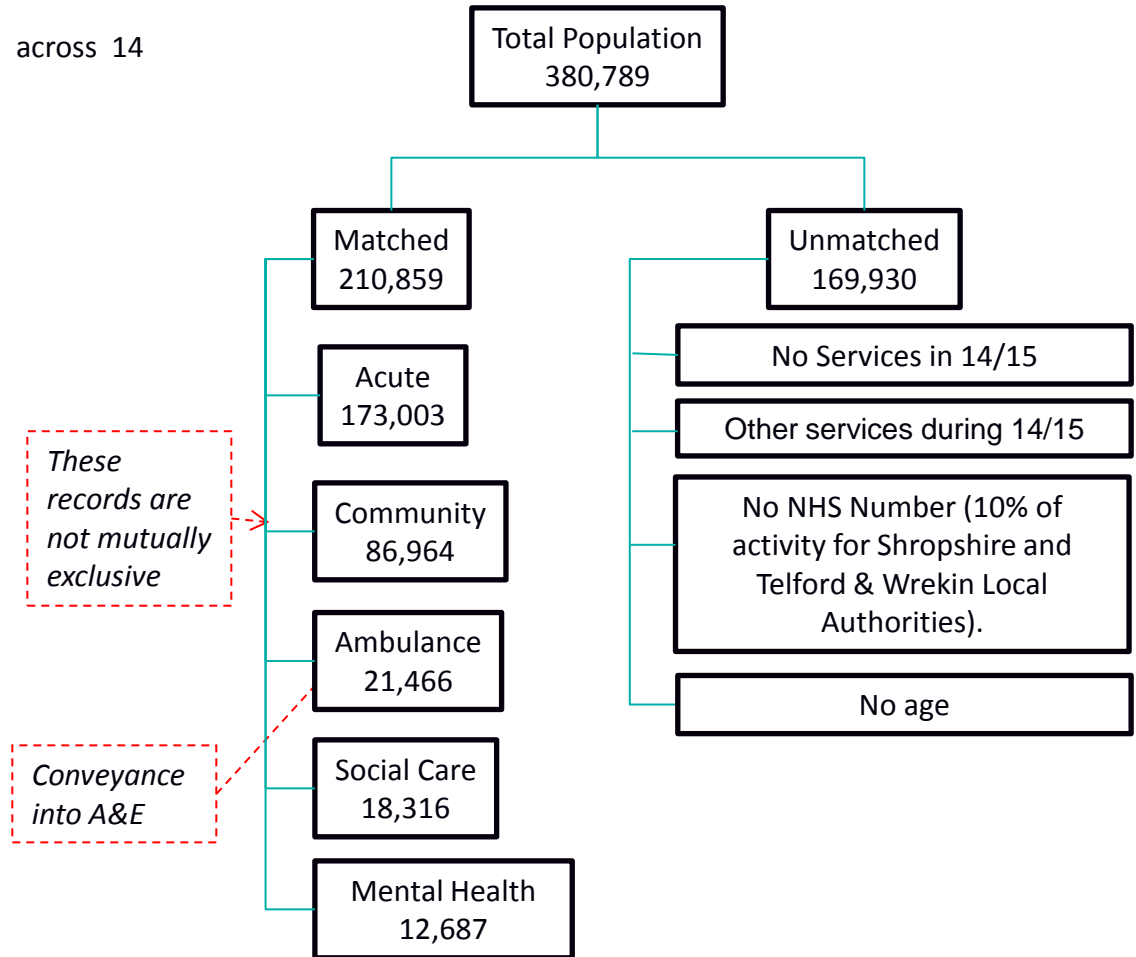 across 14
Total Population
380,789
Matched
210,859
Unmatched
169,930
Acute
173,003
Community
86,964
Ambulance
21,466
Social Care
18,316
Mental Health
12,687
These
records are
not mutually
exclusive
Conveyance
into A&E
No Services in 14/15
Other services during 14/15
No NHS Number (10% of
activity for Shropshire and
Telford & Wrekin Local
Authorities).
No age